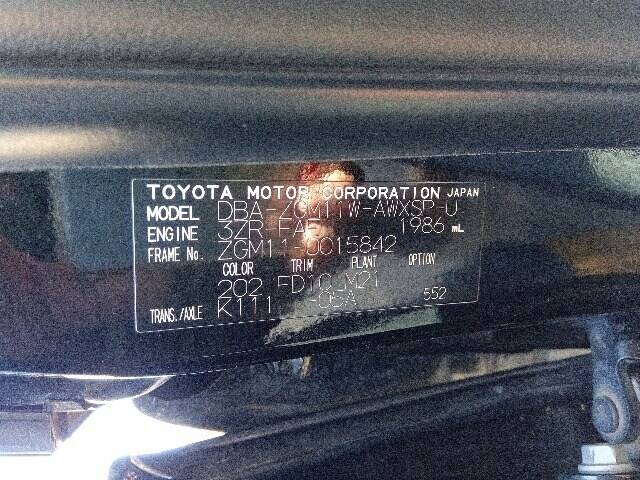 TOYOTA MOTOR CORPORATION JAPAN
MODEL DBA-ZGM11W-AWXSP-U
ENGINE 3ZR-FAE 1986 mL
FRAME No. ZGM11-0015842
COLOR TRIM PLANT OPTION
202 FD10 M21
TRANS./AXLE K111 -05A 552